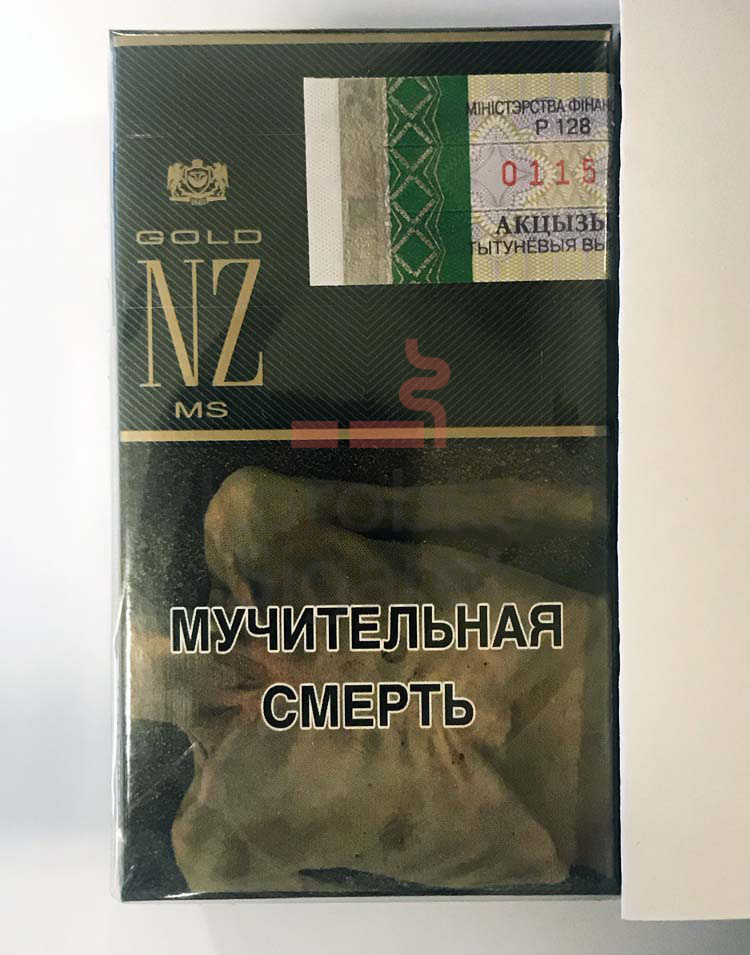 МІНІСТЭРСТВА ФІНАН
Р 128
0115
АКЦЫЗЫ
ТЫТУНЁВЫЯ ВЫ
GOLD
NZ
MS
МУЧИТЕЛЬНАЯ
СМЕРТЬ